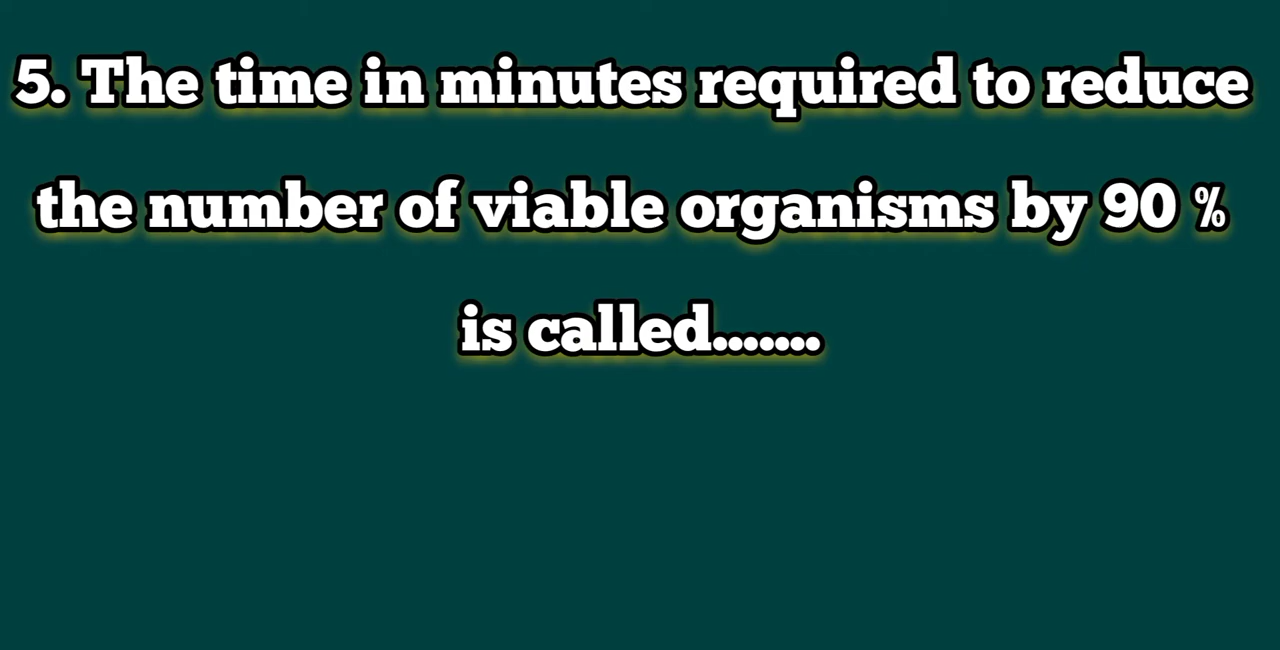 5. The time in minutes required to reduce
the number of viable organisms by 90 %
is called.......